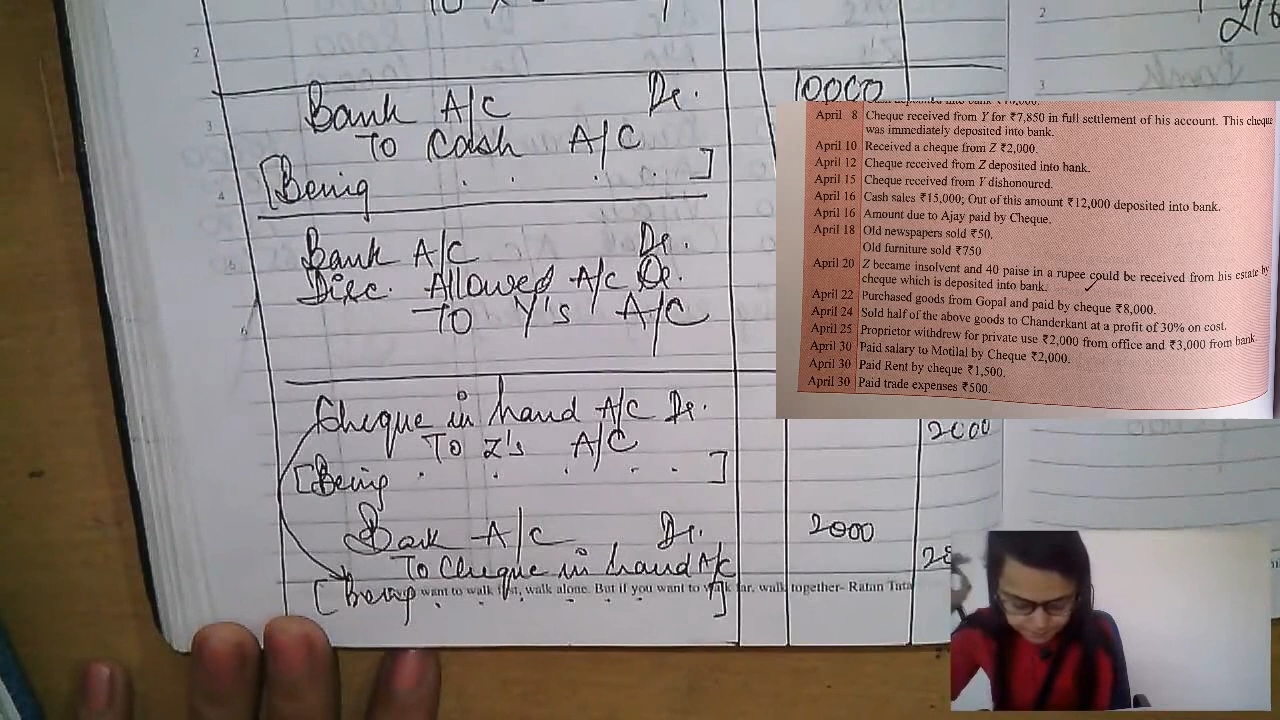 2
Bank A/C Dr. 10000
3
To Cash A/C
[Being . . . . ]
4
Bank A/C Dr.
Disc. Allowed A/C Dr.
To Y's A/C
Cheque in hand A/C Dr.
To Z's A/C 2000
[Being . . . . . ]
Bank A/C Dr. 2000
To Cheque in hand A/C
[Being . . . . . ]
want to walk fast, walk alone. But if you want to walk far, walk together- Ratan Tata
2
3
April 8 Cheque received from Y for ₹7,850 in full settlement of his account. This cheque
was immediately deposited into bank.
April 10 Received a cheque from Z ₹2,000.
April 12 Cheque received from Z deposited into bank.
April 15 Cheque received from Y dishonoured.
April 16 Cash sales ₹15,000; Out of this amount ₹12,000 deposited into bank.
April 16 Amount due to Ajay paid by Cheque.
April 18 Old newspapers sold ₹50.
Old furniture sold ₹750
April 20 Z became insolvent and 40 paise in a rupee could be received from his estate by
cheque which is deposited into bank.
April 22 Purchased goods from Gopal and paid by cheque ₹8,000.
April 24 Sold half of the above goods to Chanderkant at a profit of 30% on cost.
April 25 Proprietor withdrew for private use ₹2,000 from office and ₹3,000 from bank.
April 30 Paid salary to Motilal by Cheque ₹2,000.
April 30 Paid Rent by cheque ₹1,500.
April 30 Paid trade expenses ₹500.